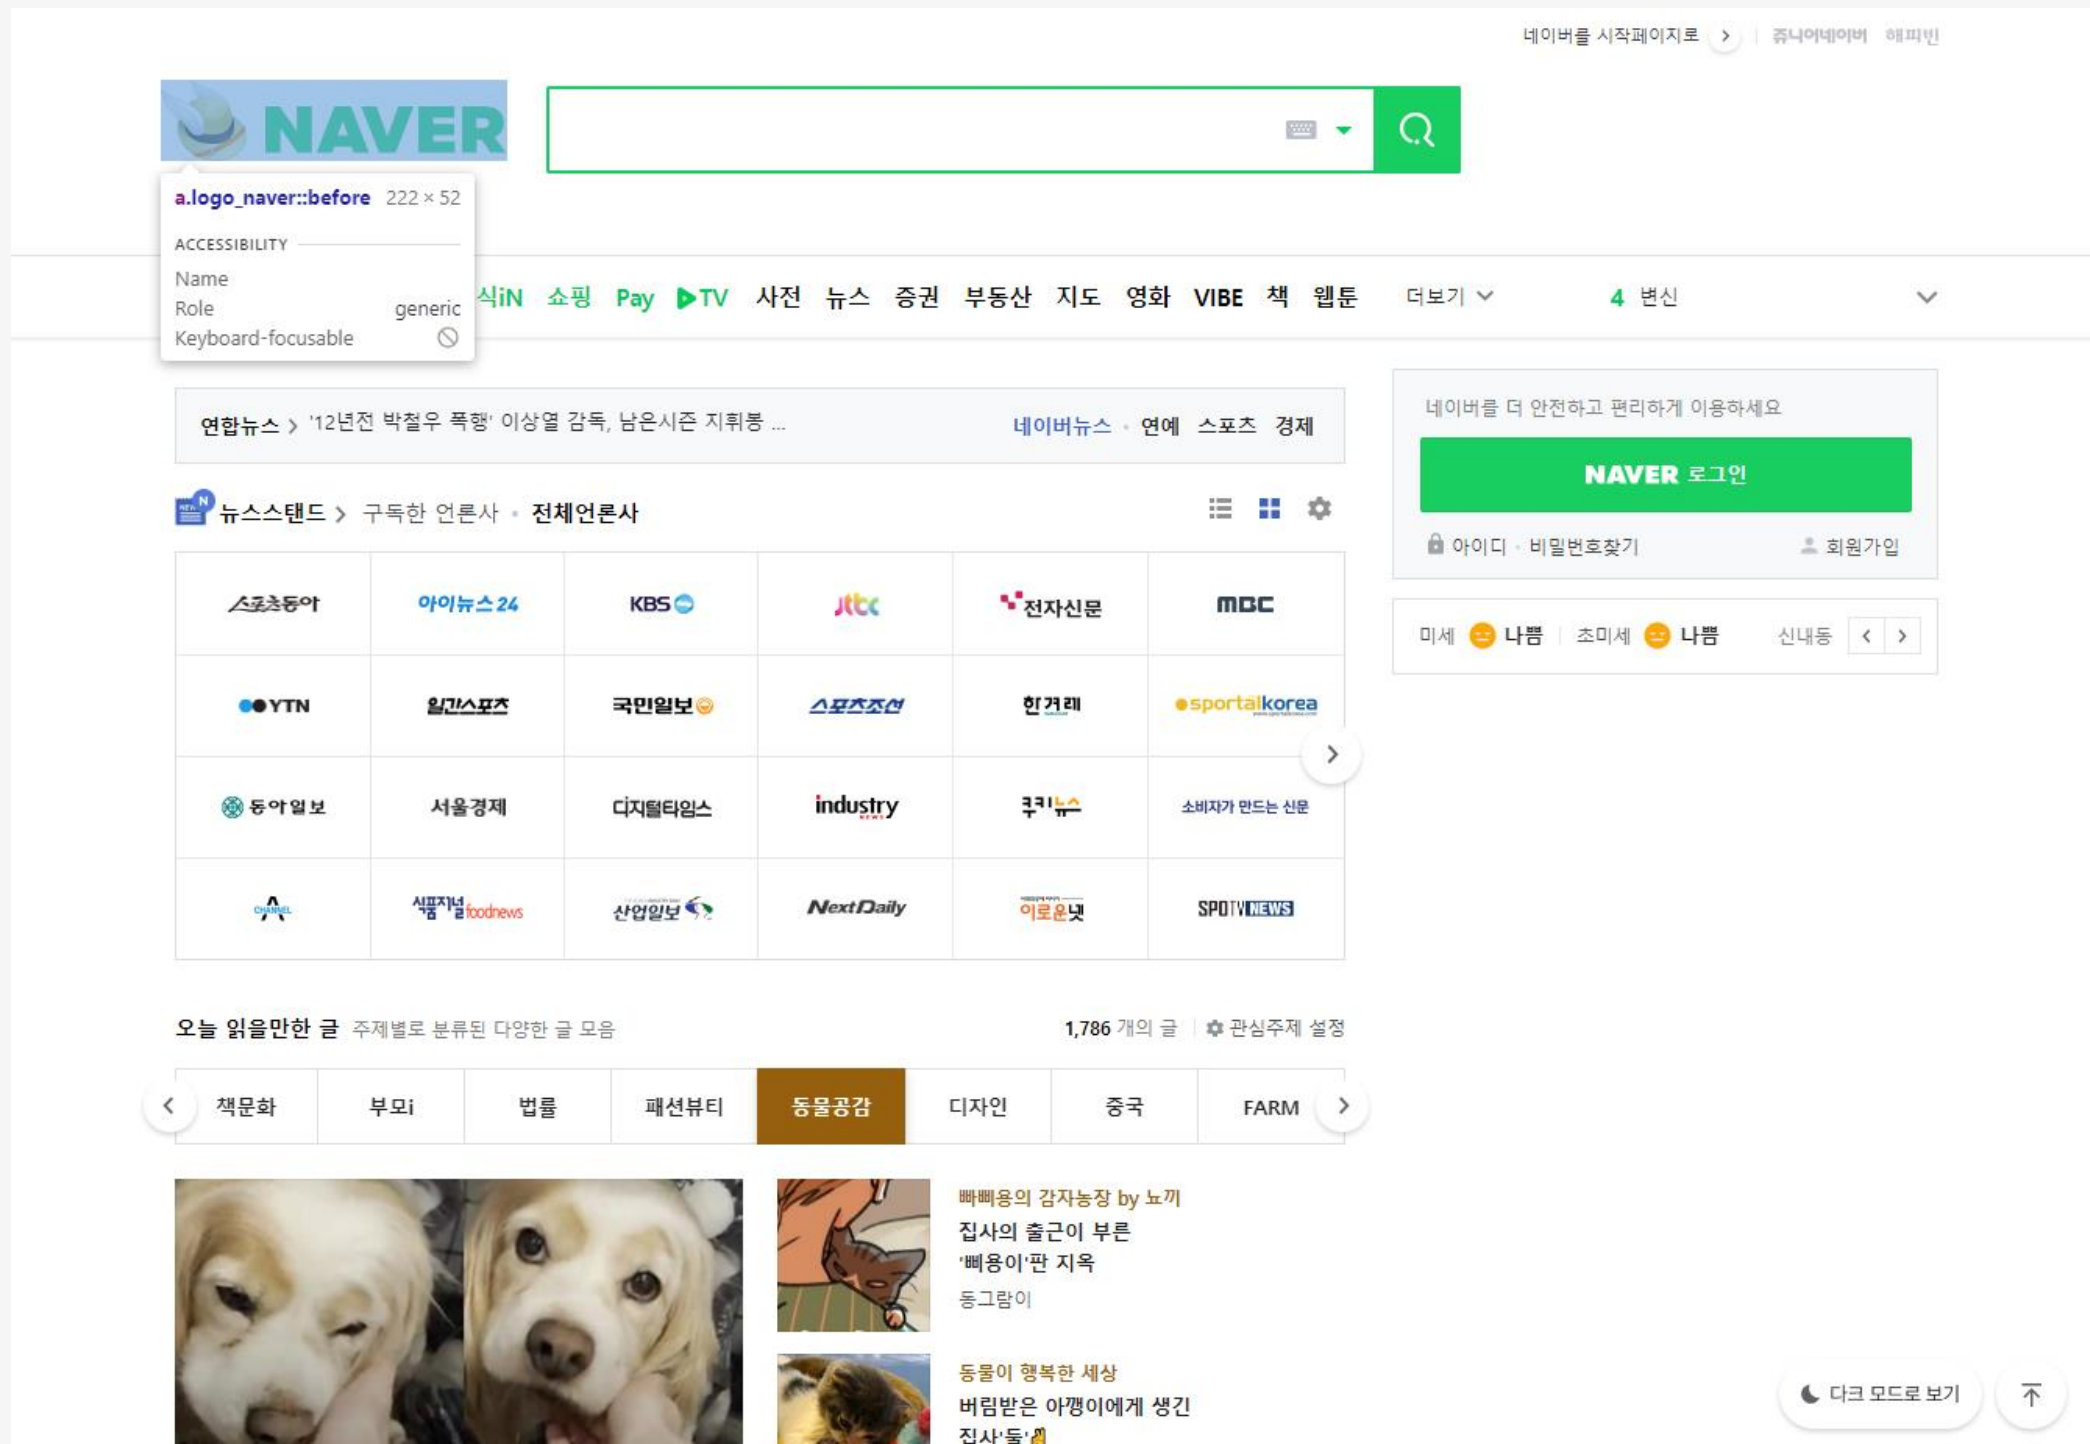 네이버를 시작페이지로 쥬니어네이버 해피빈
NAVER
a.logo_naver::before 222 × 52
ACCESSIBILITY
Name
Role generic
Keyboard-focusable
식iN 쇼핑 Pay TV 사전 뉴스 증권 부동산 지도 영화 VIBE 책 웹툰 더보기 4 변신
연합뉴스 '12년전 박철우 폭행' 이상열 감독, 남은시즌 지휘봉 ... 네이버뉴스 연예 스포츠 경제
네이버를 더 안전하고 편리하게 이용하세요
NAVER 로그인
아이디 비밀번호찾기 회원가입
미세 나쁨 초미세 나쁨 신내동
NEW N 뉴스스탠드 구독한 언론사 전체언론사
스포츠동아 아이뉴스24 KBS jtbc 전자신문 MBC
YTN 일간스포츠 국민일보 스포츠조선 한겨레 sportalkorea
동아일보 서울경제 디지털타임스 industry NEWS 쿠키뉴스 소비자가 만드는 신문
CHANNEL A 식품저널 foodnews 산업일보 NextDaily 이로운넷 SPOTV NEWS
오늘 읽을만한 글 주제별로 분류된 다양한 글 모음 1,786 개의 글 관심주제 설정
책문화 부모i 법률 패션뷰티 동물공감 디자인 중국 FARM
빠삐용의 감자농장 by 뇨끼
집사의 출근이 부른
'삐용이'판 지옥
동그람이
동물이 행복한 세상
버림받은 아깽이에게 생긴
집사'둘'✌
다크 모드로 보기